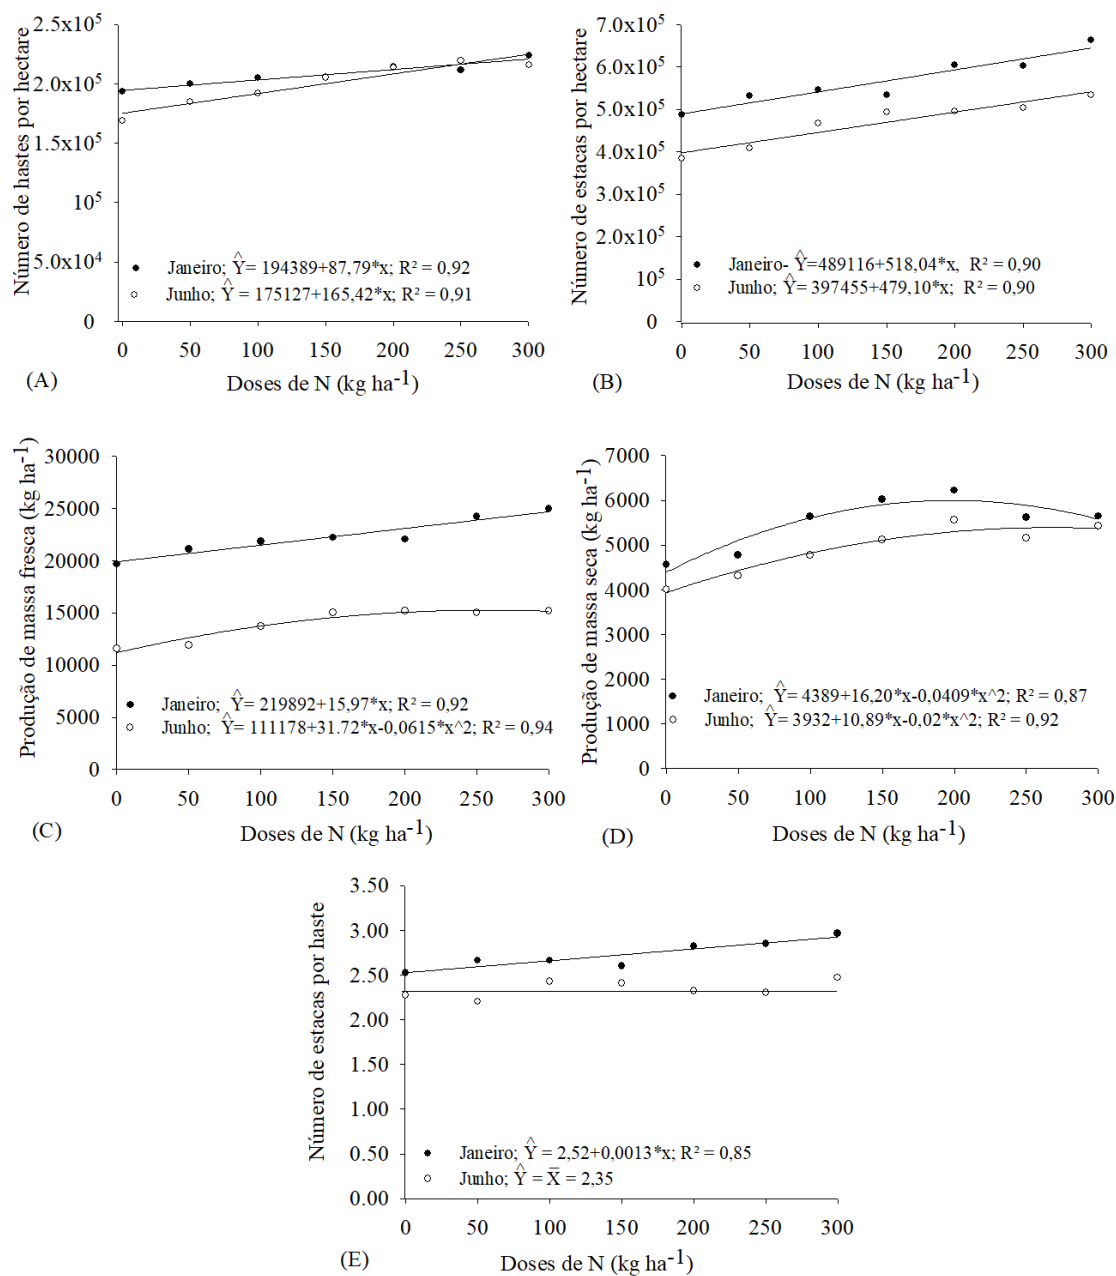 Número de hastes por hectare
2.5x10⁵
2.0x10⁵
1.5x10⁵
10⁵
5.0x10⁴
0
Janeiro; Ŷ= 194389+87,79*x; R² = 0,92
Junho; Ŷ = 175127+165,42*x; R² = 0,91
0 50 100 150 200 250 300
(A)
Doses de N (kg ha⁻¹)
Número de estacas por hectare
7.0x10⁵
6.0x10⁵
5.0x10⁵
4.0x10⁵
3.0x10⁵
2.0x10⁵
10⁵
0
Janeiro- Ŷ=489116+518,04*x, R² = 0,90
Junho; Ŷ=397455+479,10*x; R² = 0,90
0 50 100 150 200 250 300
(B)
Doses de N (kg ha⁻¹)
Produção de massa fresca (kg ha⁻¹)
30000
25000
20000
15000
10000
5000
0
Janeiro; Ŷ= 219892+15,97*x; R² = 0,92
Junho; Ŷ= 111178+31.72*x-0,0615*x^2; R² = 0,94
0 50 100 150 200 250 300
(C)
Doses de N (kg ha⁻¹)
Produção de massa seca (kg ha⁻¹)
7000
6000
5000
4000
3000
2000
1000
0
Janeiro; Ŷ= 4389+16,20*x-0,0409*x^2; R² = 0,87
Junho; Ŷ= 3932+10,89*x-0,02*x^2; R² = 0,92
0 50 100 150 200 250 300
(D)
Doses de N (kg ha⁻¹)
Número de estacas por haste
3.50
3.00
2.50
2.00
1.50
1.00
0.50
0.00
Janeiro; Ŷ = 2,52+0,0013*x; R² = 0,85
Junho; Ŷ = X̄ = 2,35
0 50 100 150 200 250 300
(E)
Doses de N (kg ha⁻¹)